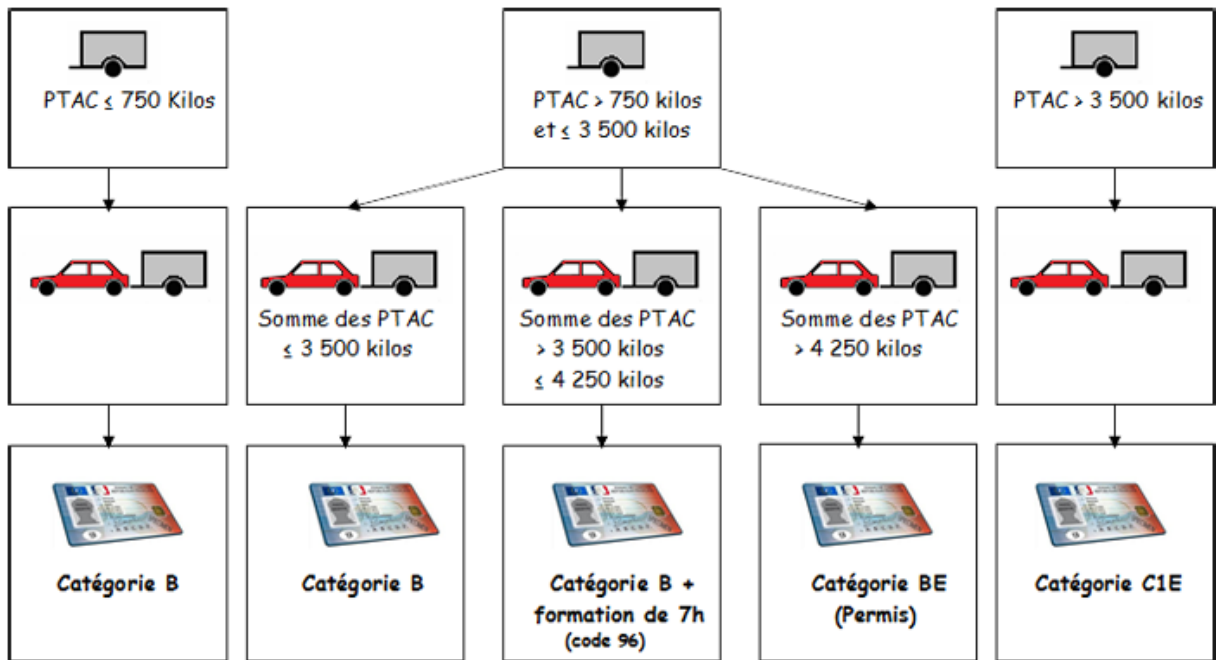 PTAC ≤ 750 Kilos
PTAC > 750 kilos
et ≤ 3 500 kilos
PTAC > 3 500 kilos
Somme des PTAC
≤ 3 500 kilos
Somme des PTAC
> 3 500 kilos
≤ 4 250 kilos
Somme des PTAC
> 4 250 kilos
Catégorie B
Catégorie B
Catégorie B +
formation de 7h
(code 96)
Catégorie BE
(Permis)
Catégorie C1E